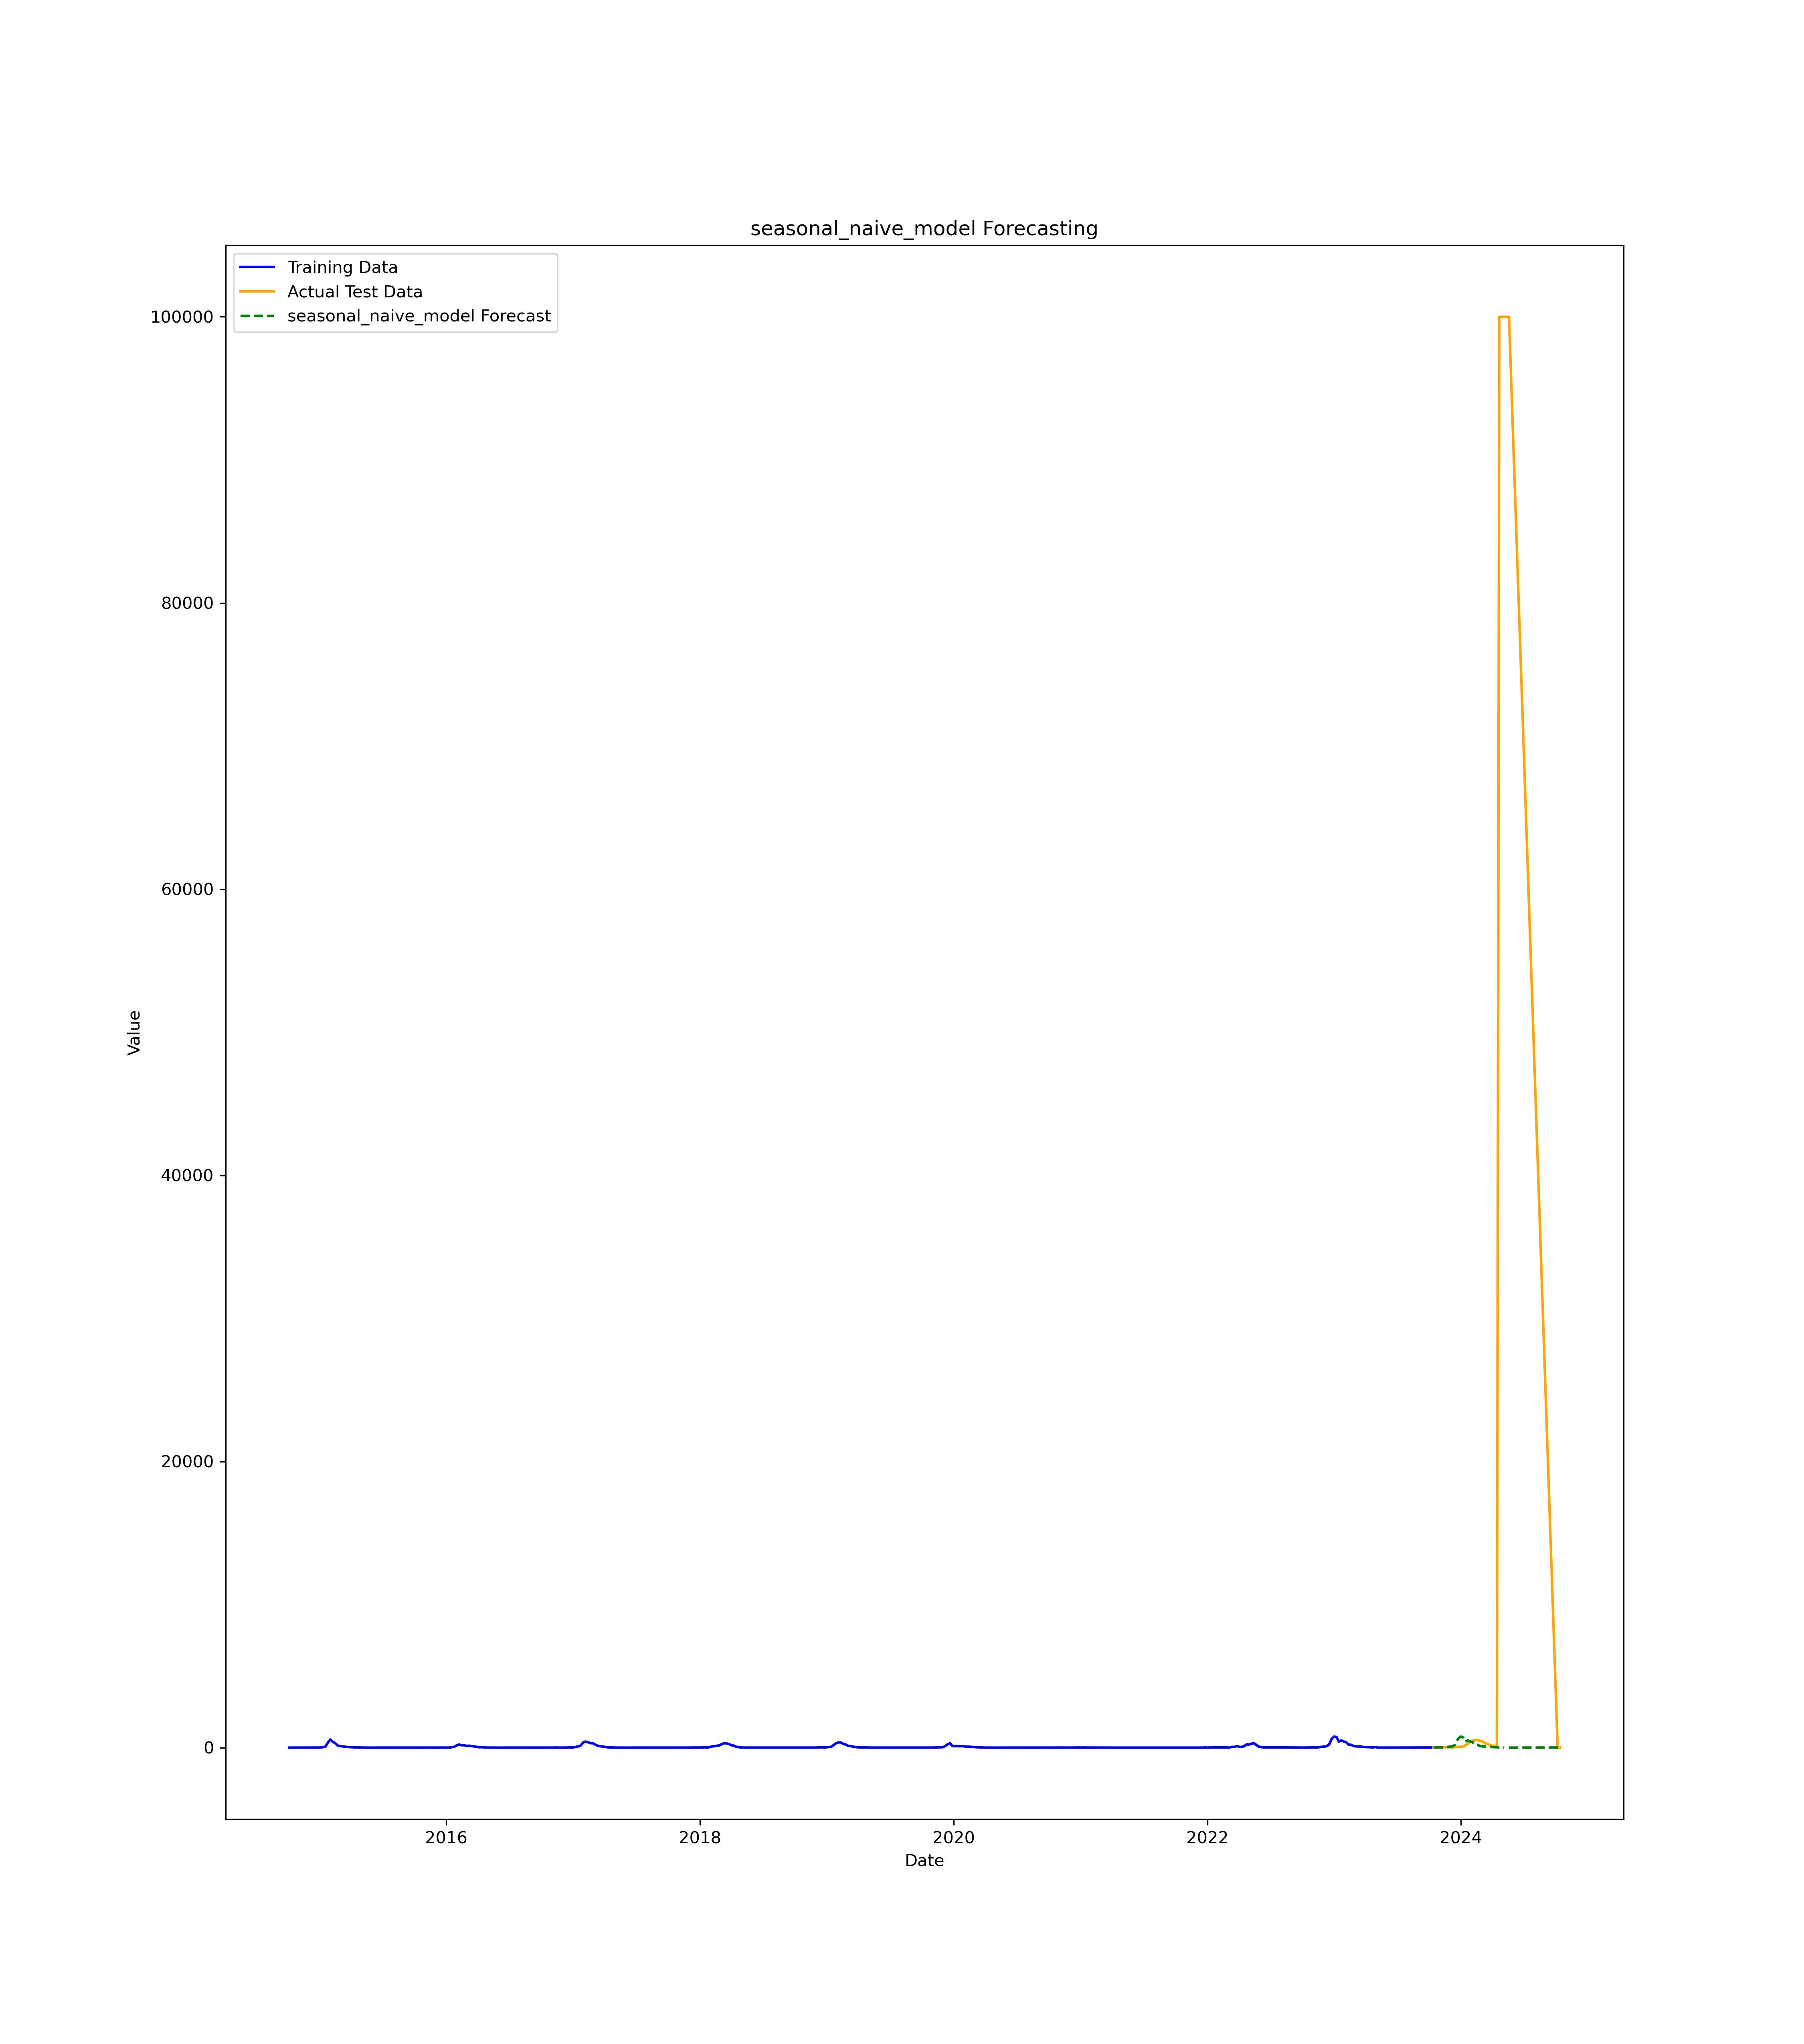 seasonal_naive_model Forecasting
Training Data
Actual Test Data
seasonal_naive_model Forecast
100000
80000
60000
40000
20000
0
Value
2016 2018 2020 2022 2024
Date